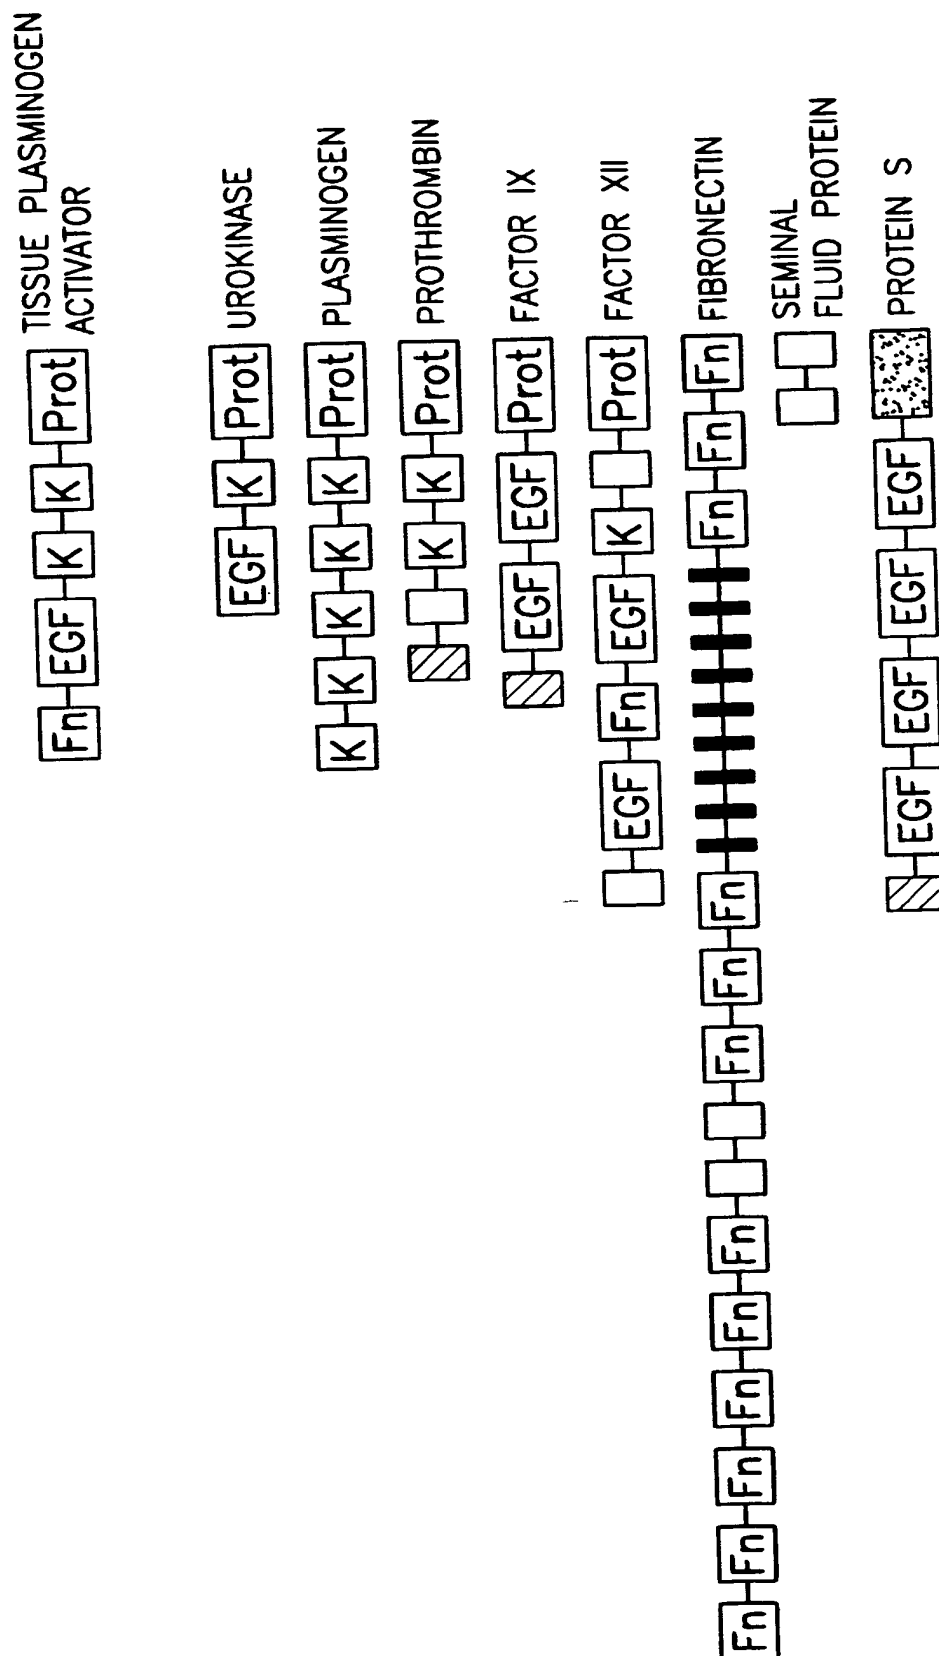 Fn EGF K K Prot TISSUE PLASMINOGEN
ACTIVATOR
EGF K Prot UROKINASE
K K K K K Prot PLASMINOGEN
K K Prot PROTHROMBIN
EGF EGF Prot FACTOR IX
EGF Fn EGF K Prot FACTOR XII
Fn Fn Fn Fn Fn Fn Fn Fn Fn Fn Fn Fn FIBRONECTIN
SEMINAL
FLUID PROTEIN
EGF EGF EGF EGF PROTEIN S